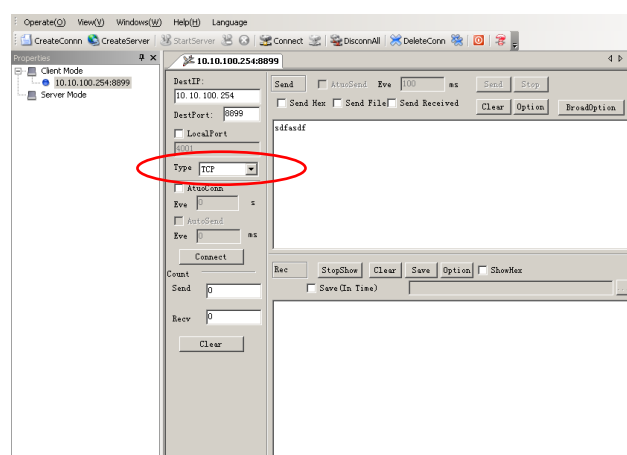 Operate(O) View(V) Windows(W) Help(H) Language
CreateConnn CreateServer StartServer Connect DisconnAll DeleteConn
Properties
10.10.100.254:8899
Client Mode
10.10.100.254:8899
Server Mode
DestIP:
10.10.100.254
DestPort: 8899
LocalPort
4001
Type TCP
AtuoConn
Eve 0 s
AutoSend
Eve 0 ms
Connect
Count
Send 0
Recv 0
Clear
Send AtuoSend Eve 100 ms Send Stop
Send Hex Send File Send Received Clear Option BroadOption
sdfasdf
Rec StopShow Clear Save Option ShowHex
Save(In Time) ...